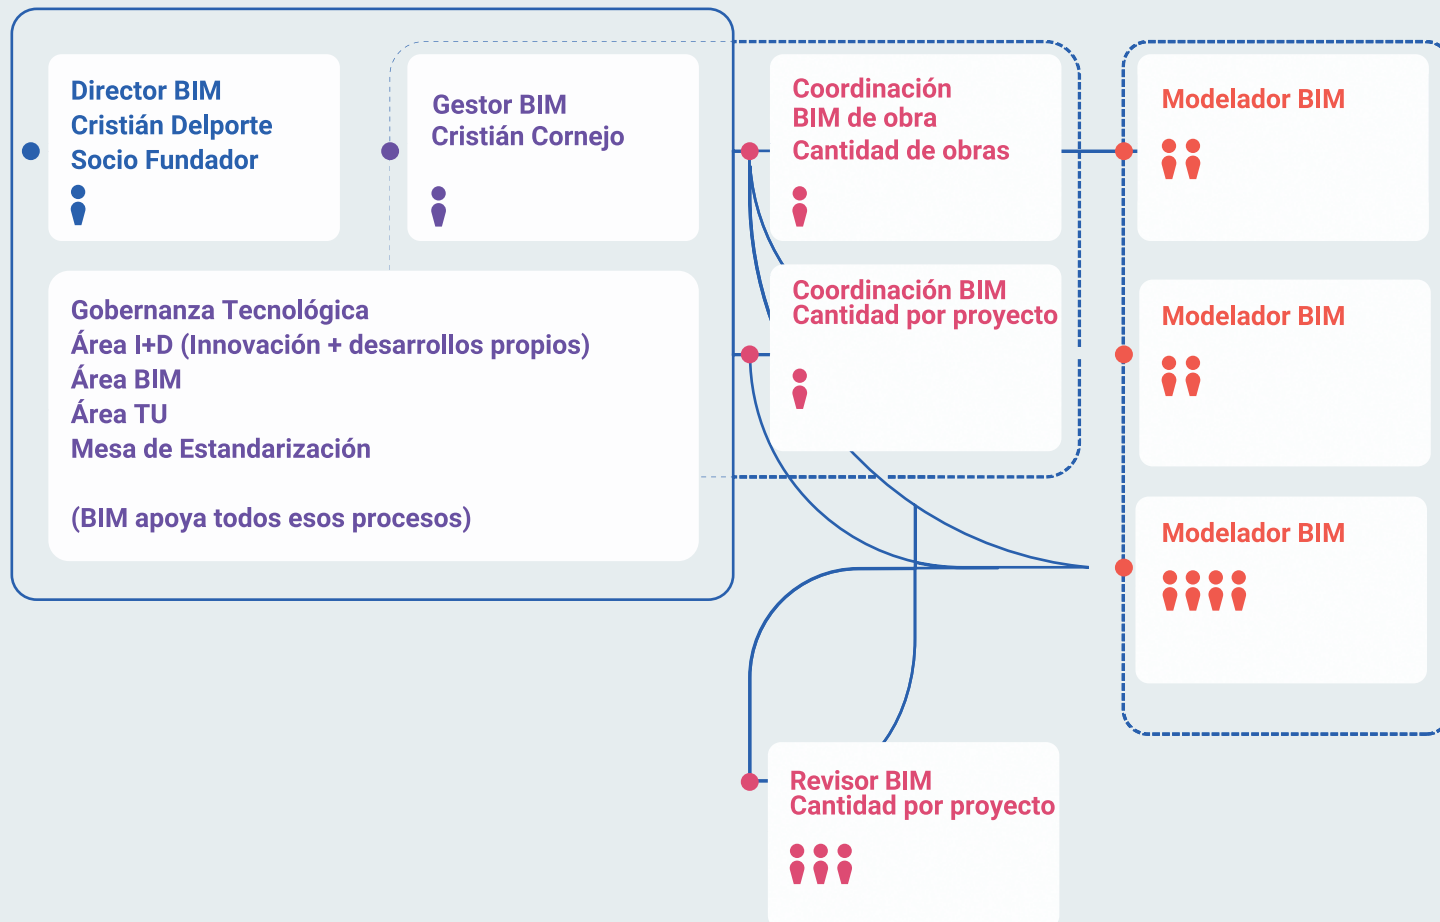 Director BIM
Cristián Delporte
Socio Fundador
Gestor BIM
Cristián Cornejo
Gobernanza Tecnológica
Área I+D (Innovación + desarrollos propios)
Área BIM
Área TU
Mesa de Estandarización
(BIM apoya todos esos procesos)
Coordinación
BIM de obra
Cantidad de obras
Coordinación BIM
Cantidad por proyecto
Revisor BIM
Cantidad por proyecto
Modelador BIM
Modelador BIM
Modelador BIM